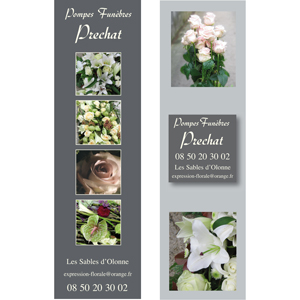 Pompes Funèbres
Prechat
Les Sables d'Olonne
expression-florale@orange.fr
08 50 20 30 02
Pompes Funèbres
Prechat
08 50 20 30 02
Les Sables d'Olonne
expression-florale@orange.fr